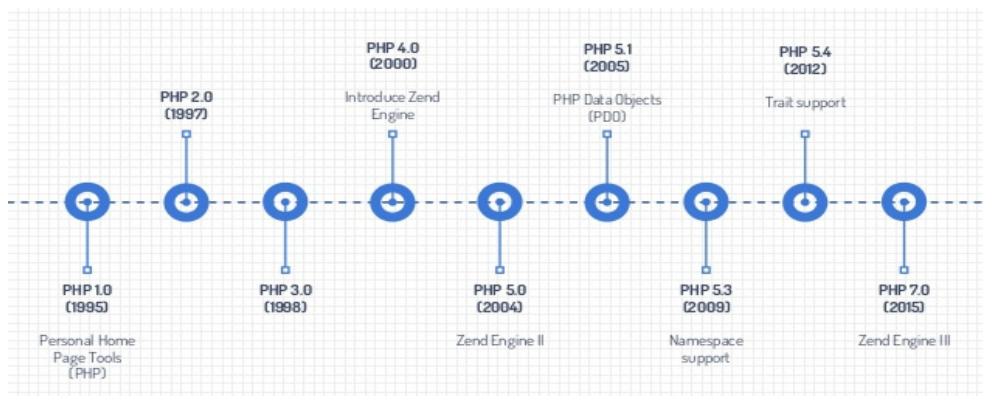 PHP 1.0
(1995)
Personal Home
Page Tools
(PHP)
PHP 2.0
(1997)
PHP 3.0
(1998)
PHP 4.0
(2000)
Introduce Zend
Engine
PHP 5.0
(2004)
Zend Engine II
PHP 5.1
(2005)
PHP Data Objects
(PDO)
PHP 5.3
(2009)
Namespace
support
PHP 5.4
(2012)
Trait support
PHP 7.0
(2015)
Zend Engine III